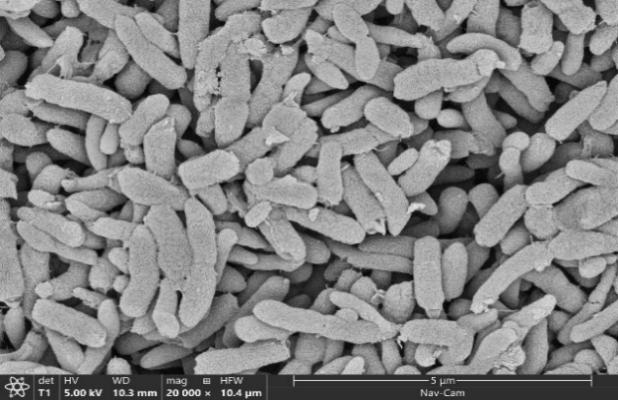 det HV WD mag ⊞ HFW 5 µm
T1 5.00 kV 10.3 mm 20 000 × 10.4 µm Nav-Cam